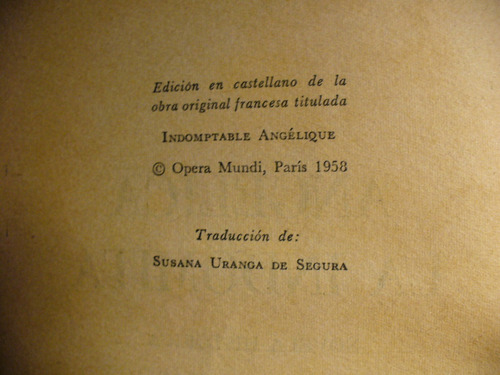 Edición en castellano de la
obra original francesa titulada
INDOMPTABLE ANGÉLIQUE
© Opera Mundi, París 1958
Traducción de:
SUSANA URANGA DE SEGURA